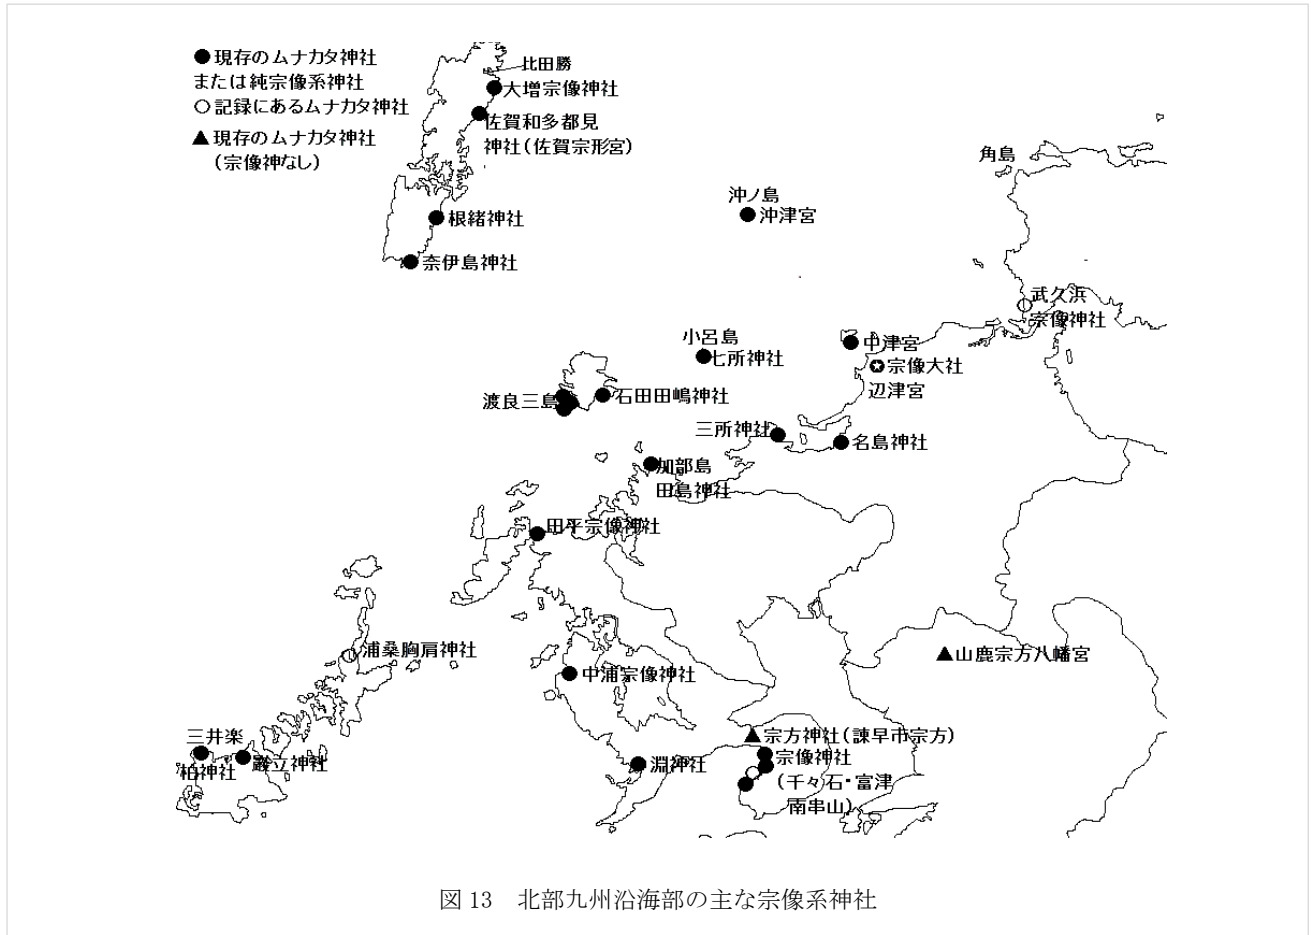 ●現存のムナカタ神社
または純宗像系神社
○記録にあるムナカタ神社
▲現存のムナカタ神社
（宗像神なし）
比田勝
大増宗像神社
佐賀和多都見
神社（佐賀宗形宮）
根緒神社
奈伊島神社
沖ノ島
沖津宮
角島
武久浜
宗像神社
小呂島
七所神社
中津宮
宗像大社
辺津宮
渡良三島
石田田嶋神社
三所神社
名島神社
加部島
田島神社
田平宗像神社
浦桑胸肩神社
中浦宗像神社
山鹿宗方八幡宮
三井楽
柏神社
巖立神社
淵神社
宗方神社（諫早市宗方）
宗像神社
（千々石・富津
南串山）
図 13　北部九州沿海部の主な宗像系神社